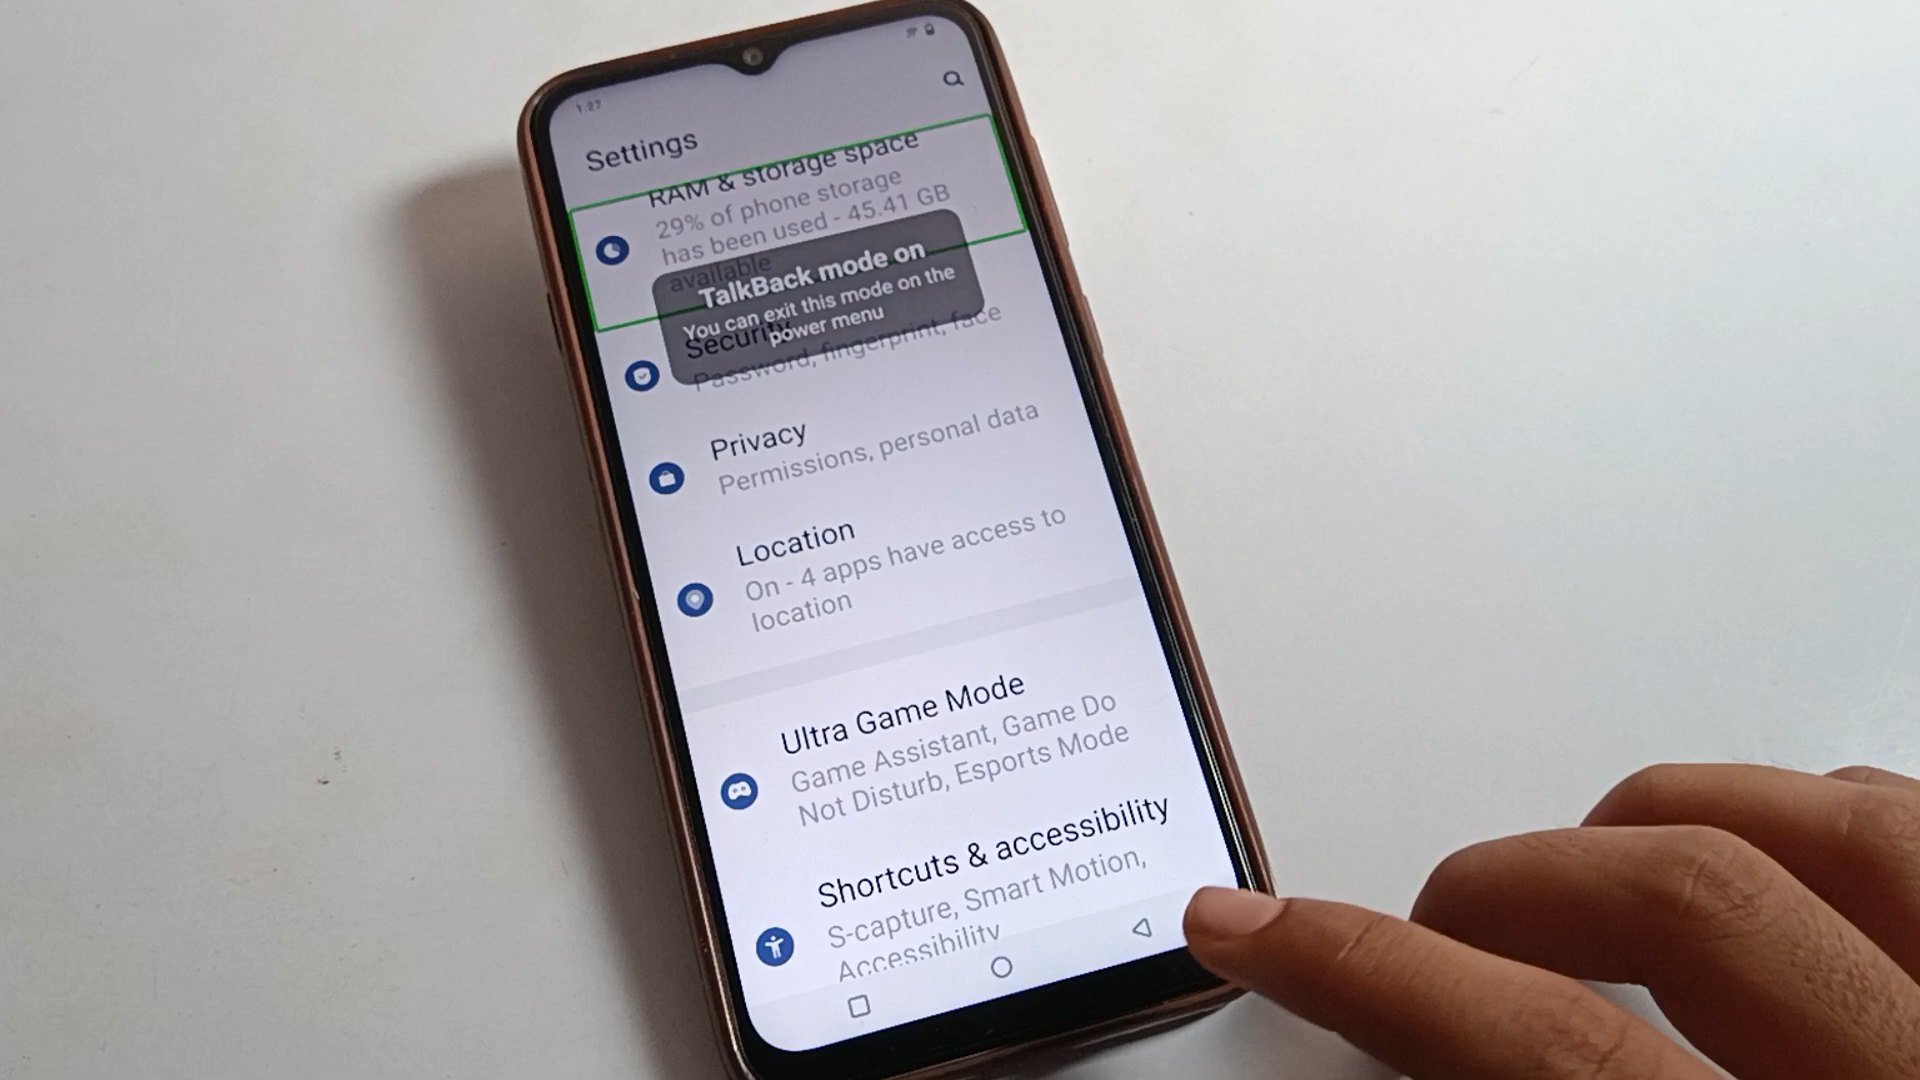 1:27
Settings
RAM & storage space
29% of phone storage
has been used - 45.41 GB
available
TalkBack mode on
You can exit this mode on the
power menu
Security
Password, fingerprint, face
Privacy
Permissions, personal data
Location
On - 4 apps have access to
location
Ultra Game Mode
Game Assistant, Game Do
Not Disturb, Esports Mode
Shortcuts & accessibility
S-capture, Smart Motion,
Accessibility